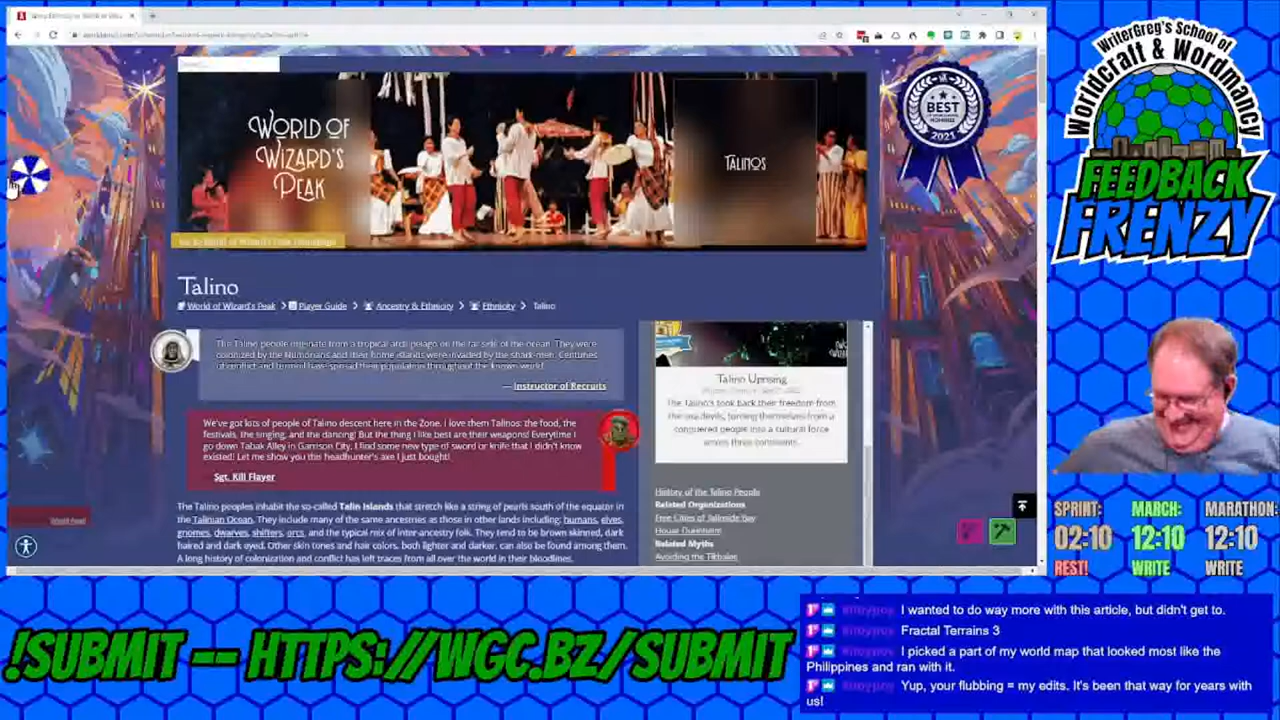 WORLD OF
WIZARD'S
PEAK
TALINOS
BEST
2021
Talino
World of Wizard's Peak
Player Guide
Ancestry & Ethnicity
Ethnicity
Talino
The Talino people originate from a tropical archipelago on the far side of the ocean. They were
colonized by the
and their home islands were invaded by the shark-men. Centuries
of conflict and turmoil have spread their population throughout the known world.
— Instructor of Recruits
We've got lots of people of Talino descent here in the Zone. I love them Talinos: the food, the
festivals, the singing, and the dancing! But the thing I like best are their weapons! Everytime I
go down Tabak Alley in Garrison City, I find some new type of sword or knife that I didn't know
existed! Let me show you this headhunter's axe I just bought!
Sgt. Kill Flayer
The Talino peoples inhabit the so-called Talin Islands that stretch like a string of pearls south of the equator in
the Talinian Ocean. They include many of the same ancestries as those in other lands including: humans, elves,
gnomes, dwarves, shifters, orcs, and the typical mix of inter-ancestry folk. They tend to be brown skinned, dark
haired and dark eyed. Other skin tones and hair colors, both lighter and darker, can also be found among them.
A long history of colonization and conflict has left traces from all over the world in their bloodlines.
Talino Uprising
The Talino's took back their freedom from
the sea devils, turning themselves from a
conquered people into a cultural force
across three continents.
History of the Talino People
Related Organizations
Free Cities of Talinside Bay
House
Related Myths
Avoiding the Tikbalan
WriterGreg's School of
Worldcraft & Wordmancy
FEEDBACK
FRENZY
SPRINT: MARCH: MARATHON:
02:10 12:10 12:10
REST! WRITE WRITE
!SUBMIT -- HTTPS://WGC.BZ/SUBMIT
I wanted to do way more with this article, but didn't get to.
Fractal Terrains 3
I picked a part of my world map that looked most like the
Philippines and ran with it.
Yup, your flubbing = my edits. It's been that way for years with
us!